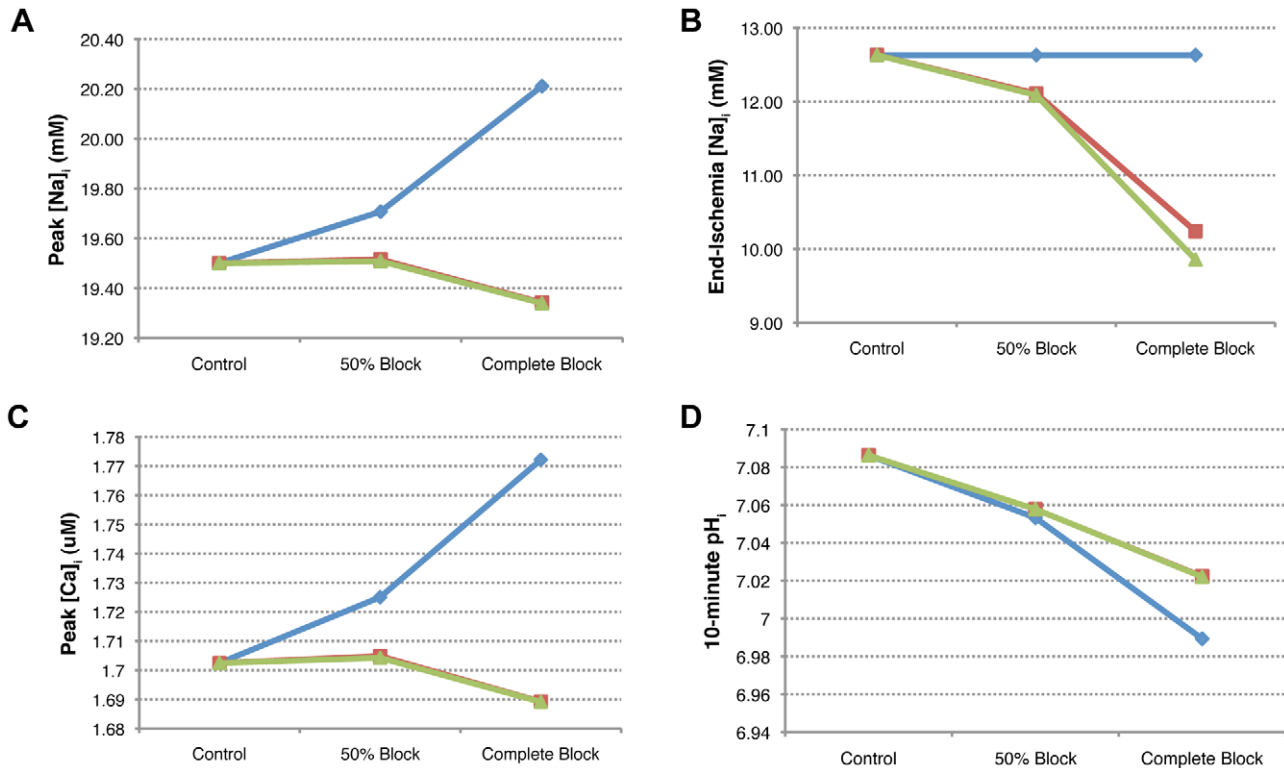 A
Peak [Na]i (mM)
20.40
20.20
20.00
19.80
19.60
19.40
19.20
Control
50% Block
Complete Block
B
End-Ischemia [Na]i (mM)
13.00
12.00
11.00
10.00
9.00
Control
50% Block
Complete Block
C
Peak [Ca]i (uM)
1.78
1.77
1.76
1.75
1.74
1.73
1.72
1.71
1.7
1.69
1.68
Control
50% Block
Complete Block
D
10-minute pHi
7.1
7.08
7.06
7.04
7.02
7
6.98
6.96
6.94
Control
50% Block
Complete Block